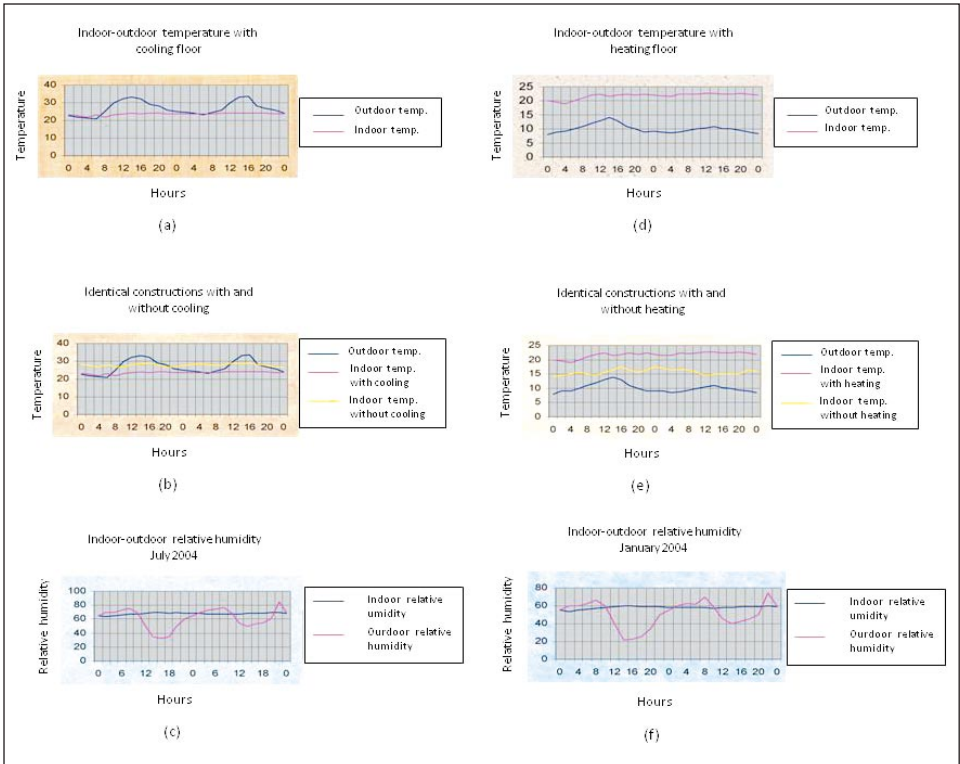 Indoor-outdoor temperature with
cooling floor
Temperature
40
30
20
10
0
0 4 8 12 16 20 0 4 8 12 16 20 0
Hours
Outdoor temp.
Indoor temp.
(a)
Indoor-outdoor temperature with
heating floor
Temperature
25
20
15
10
5
0
0 4 8 12 16 20 0 4 8 12 16 20 0
Hours
Outdoor temp.
Indoor temp.
(d)
Identical constructions with and
without cooling
Temperature
40
30
20
10
0
0 4 8 12 16 20 0 4 8 12 16 20 0
Hours
Outdoor temp.
Indoor temp.
with cooling
Indoor temp.
without cooling
(b)
Identical constructions with and
without heating
Temperature
25
20
15
10
5
0
0 4 8 12 16 20 0 4 8 12 16 20 0
Hours
Outdoor temp.
Indoor temp.
with heating
Indoor temp.
without heating
(e)
Indoor-outdoor relative humidity
July 2004
Relative humidity
100
80
60
40
20
0
0 6 12 18 0 6 12 18 0
Hours
Indoor relative
umidity
Ourdoor relative
humidity
(c)
Indoor-outdoor relative humidity
January 2004
Relative humidity
80
60
40
20
0
0 4 8 12 16 20 0 4 8 12 16 20 0
Hours
Indoor relative
umidity
Ourdoor relative
humidity
(f)